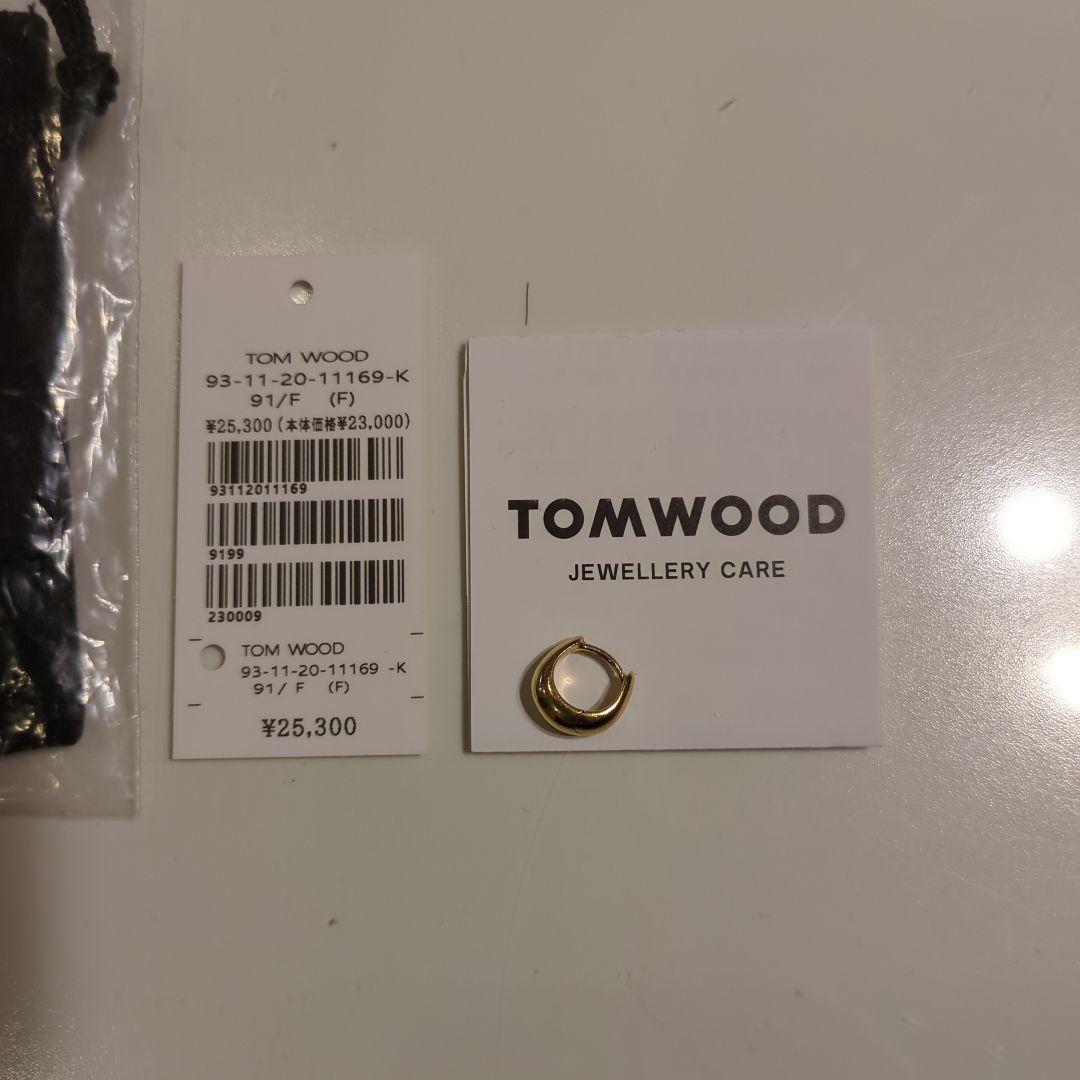 TOM WOOD
93-11-20-11169-K
91/F (F)
¥25,300(本体価格¥23,000)
93112011169
9199
230009
TOM WOOD
93-11-20-11169 -K
91/ F (F)
¥25,300
TOMWOOD
JEWELLERY CARE